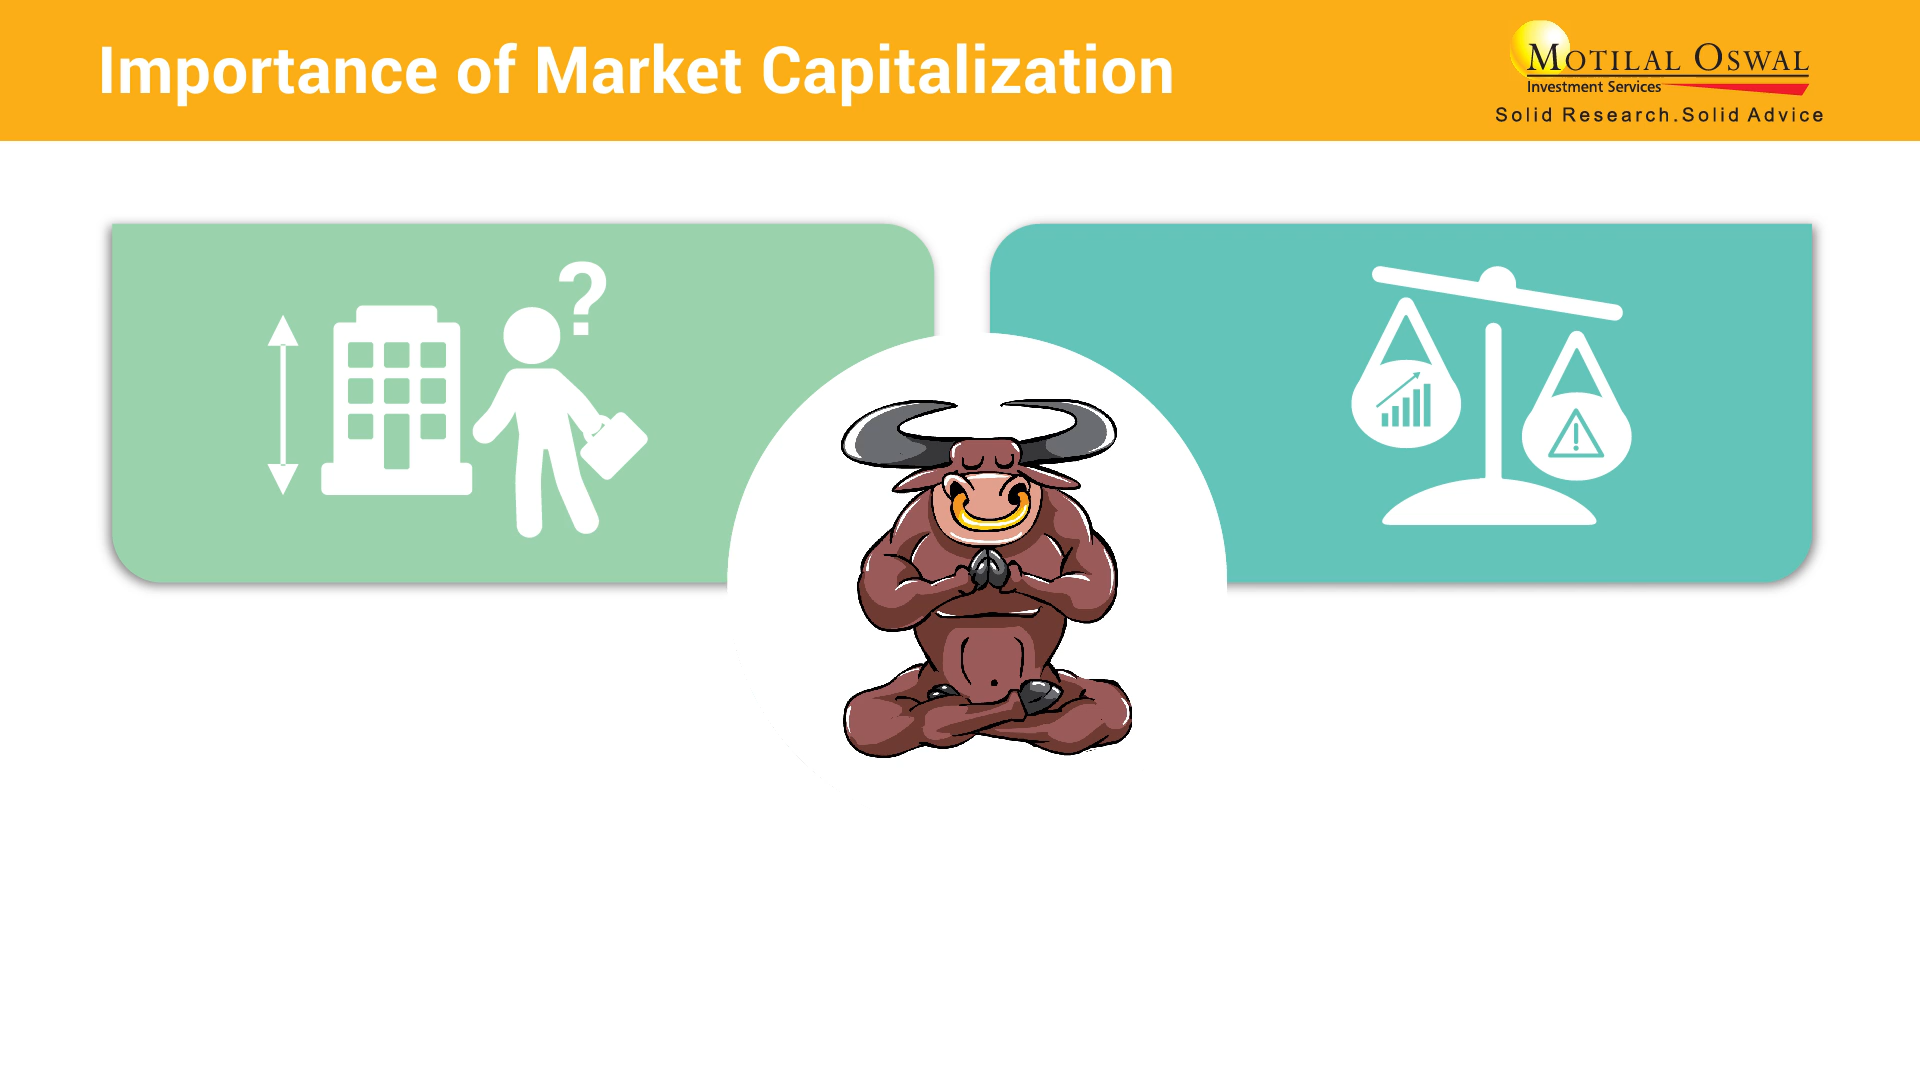 Importance of Market Capitalization
MOTILAL OSWAL
Investment Services
Solid Research.Solid Advice
?
!